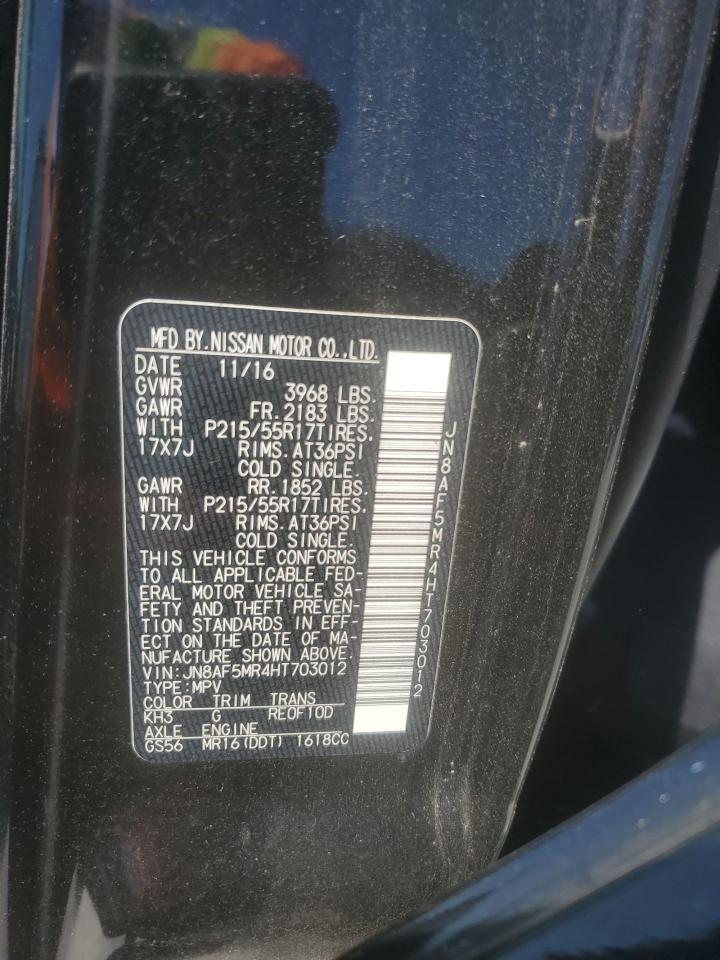 MFD BY.NISSAN MOTOR CO.,LTD.
DATE 11/16
GVWR 3968 LBS.
GAWR FR.2183 LBS.
WITH P215/55R17TIRES.
17X7J RIMS.AT36PSI
COLD SINGLE.
GAWR RR.1852 LBS.
WITH P215/55R17TIRES.
17X7J RIMS.AT36PSI
COLD SINGLE.
THIS VEHICLE CONFORMS
TO ALL APPLICABLE FED-
ERAL MOTOR VEHICLE SA-
FETY AND THEFT PREVEN-
TION STANDARDS IN EFF-
ECT ON THE DATE OF MA-
NUFACTURE SHOWN ABOVE.
VIN:JN8AF5MR4HT703012
TYPE:MPV
COLOR TRIM TRANS
KH3 G RE0F10D
AXLE ENGINE
GS56 MR16(DDT) 1618CC
JN8AF5MR4HT703012